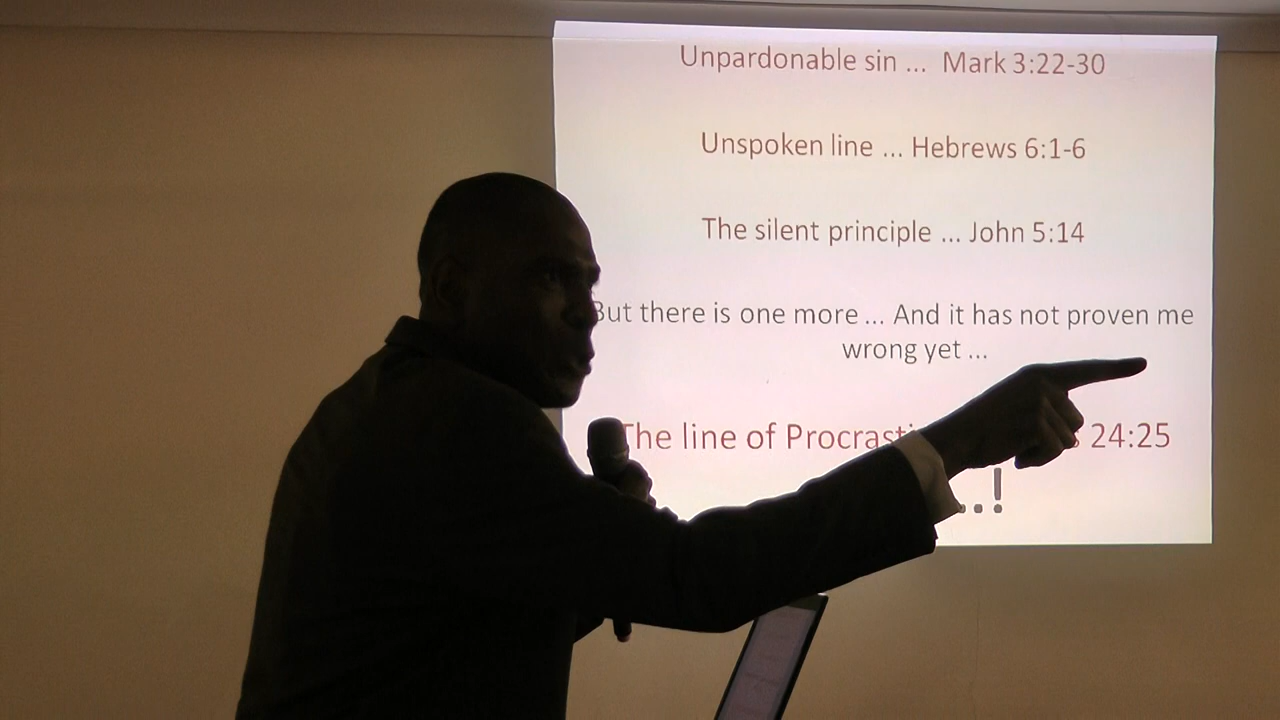 Unpardonable sin ... Mark 3:22-30
Unspoken line ... Hebrews 6:1-6
The silent principle ... John 5:14
But there is one more ... And it has not proven me
wrong yet ...
The line of 24:25
..!